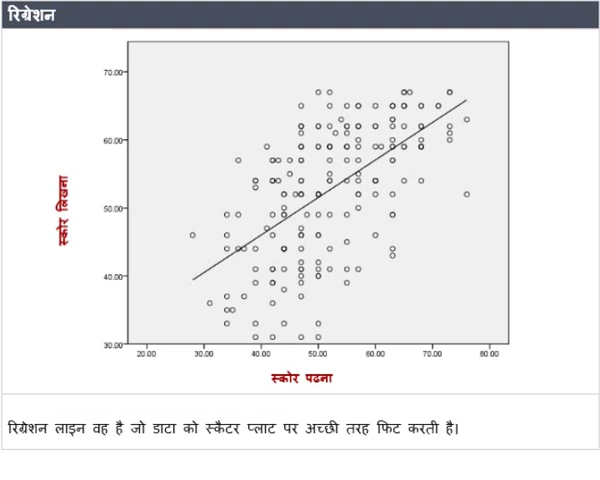 रिग्रेशन
70.00
60.00
50.00
40.00
30.00
स्कोर लिखना
20.00 30.00 40.00 50.00 60.00 70.00 80.00
स्कोर पढना
रिग्रेशन लाइन वह है जो डाटा को स्कैटर प्लाट पर अच्छी तरह फिट करती है।